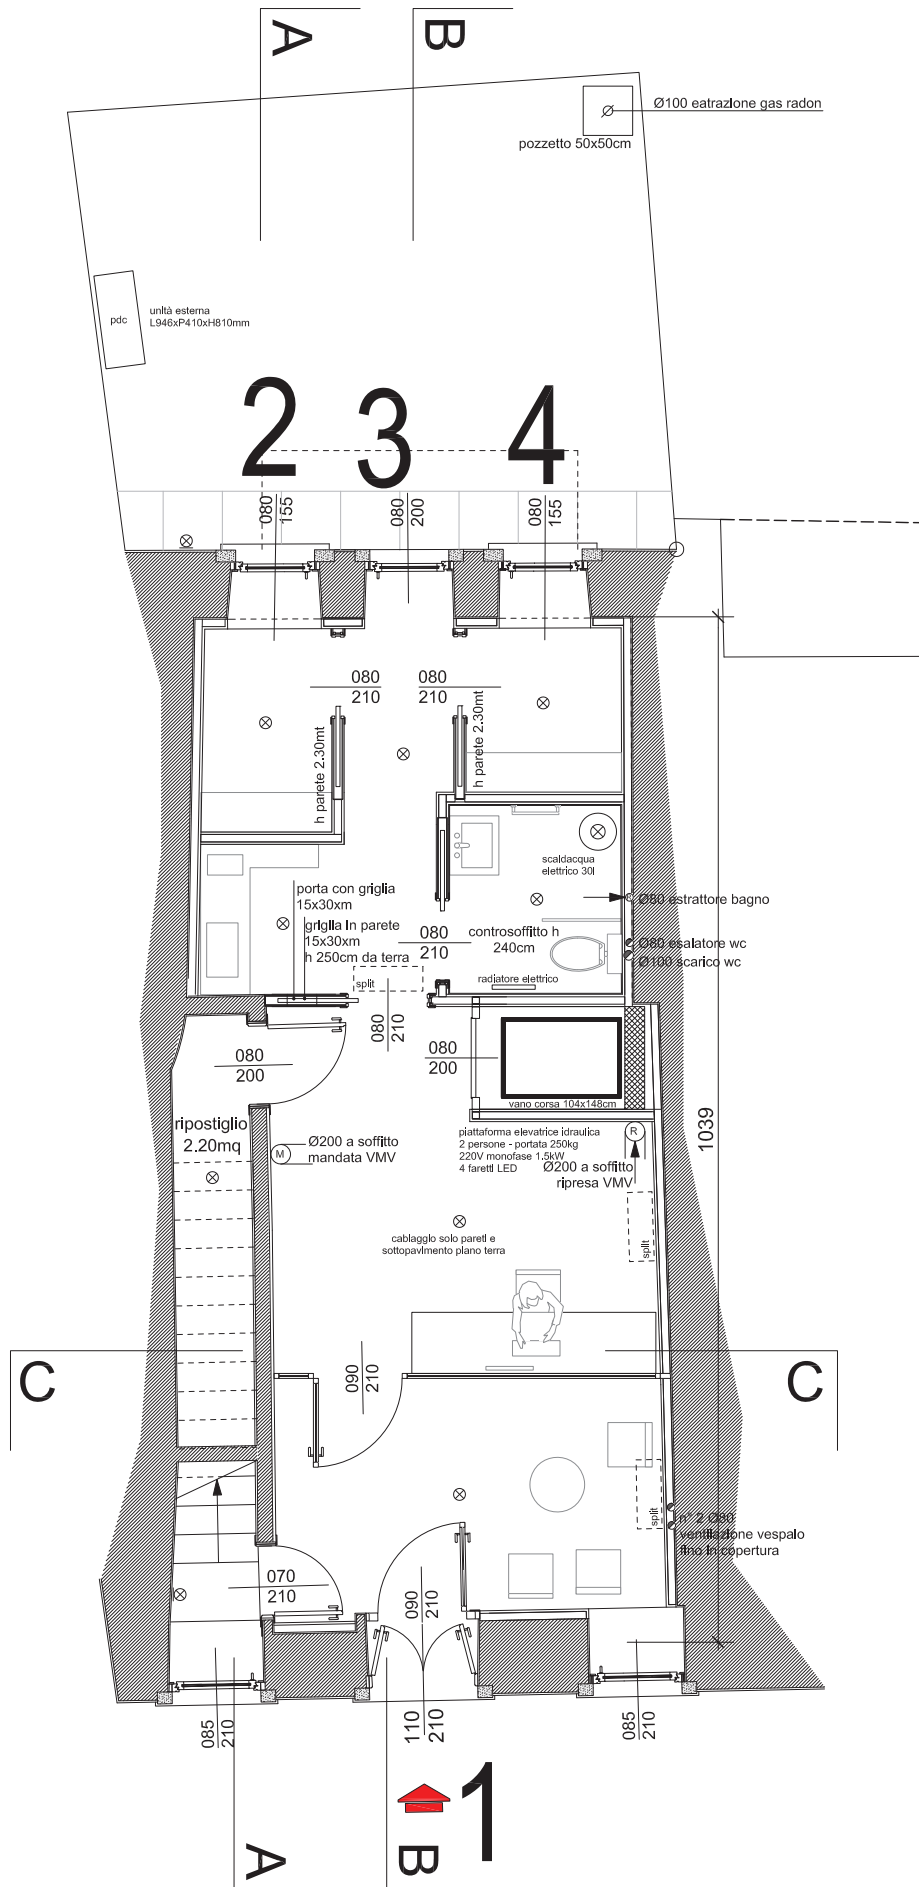 A
B
Ø100 eatrazione gas radon
pozzetto 50x50cm
pdc
unità esterna
L946xP410xH810mm
2
3
4
080
155
080
200
080
155
080
210
080
210
h parete 2.30mt
h parete 2.30mt
scaldacqua
elettrico 30l
porta con griglia
15x30xm
griglia in parete
15x30xm
h 250cm da terra
Ø80 estrattore bagno
080
210
controsoffitto h
240cm
Ø80 esalatore wc
Ø100 scarico wc
split
radiatore elettrico
080
210
080
200
080
200
vano corsa 104x148cm
1039
ripostiglio
2.20mq
M
Ø200 a soffitto
mandata VMV
piattaforma elevatrice idraulica
2 persone - portata 250kg
220V monofase 1.5kW
4 faretti LED
R
Ø200 a soffitto
ripresa VMV
split
cablaggio solo pareti e
sottopavimento piano terra
C
C
090
210
split
n° 2 Ø80
ventilazione vespaio
fino in copertura
070
210
090
210
085
210
110
210
085
210
1
A
B